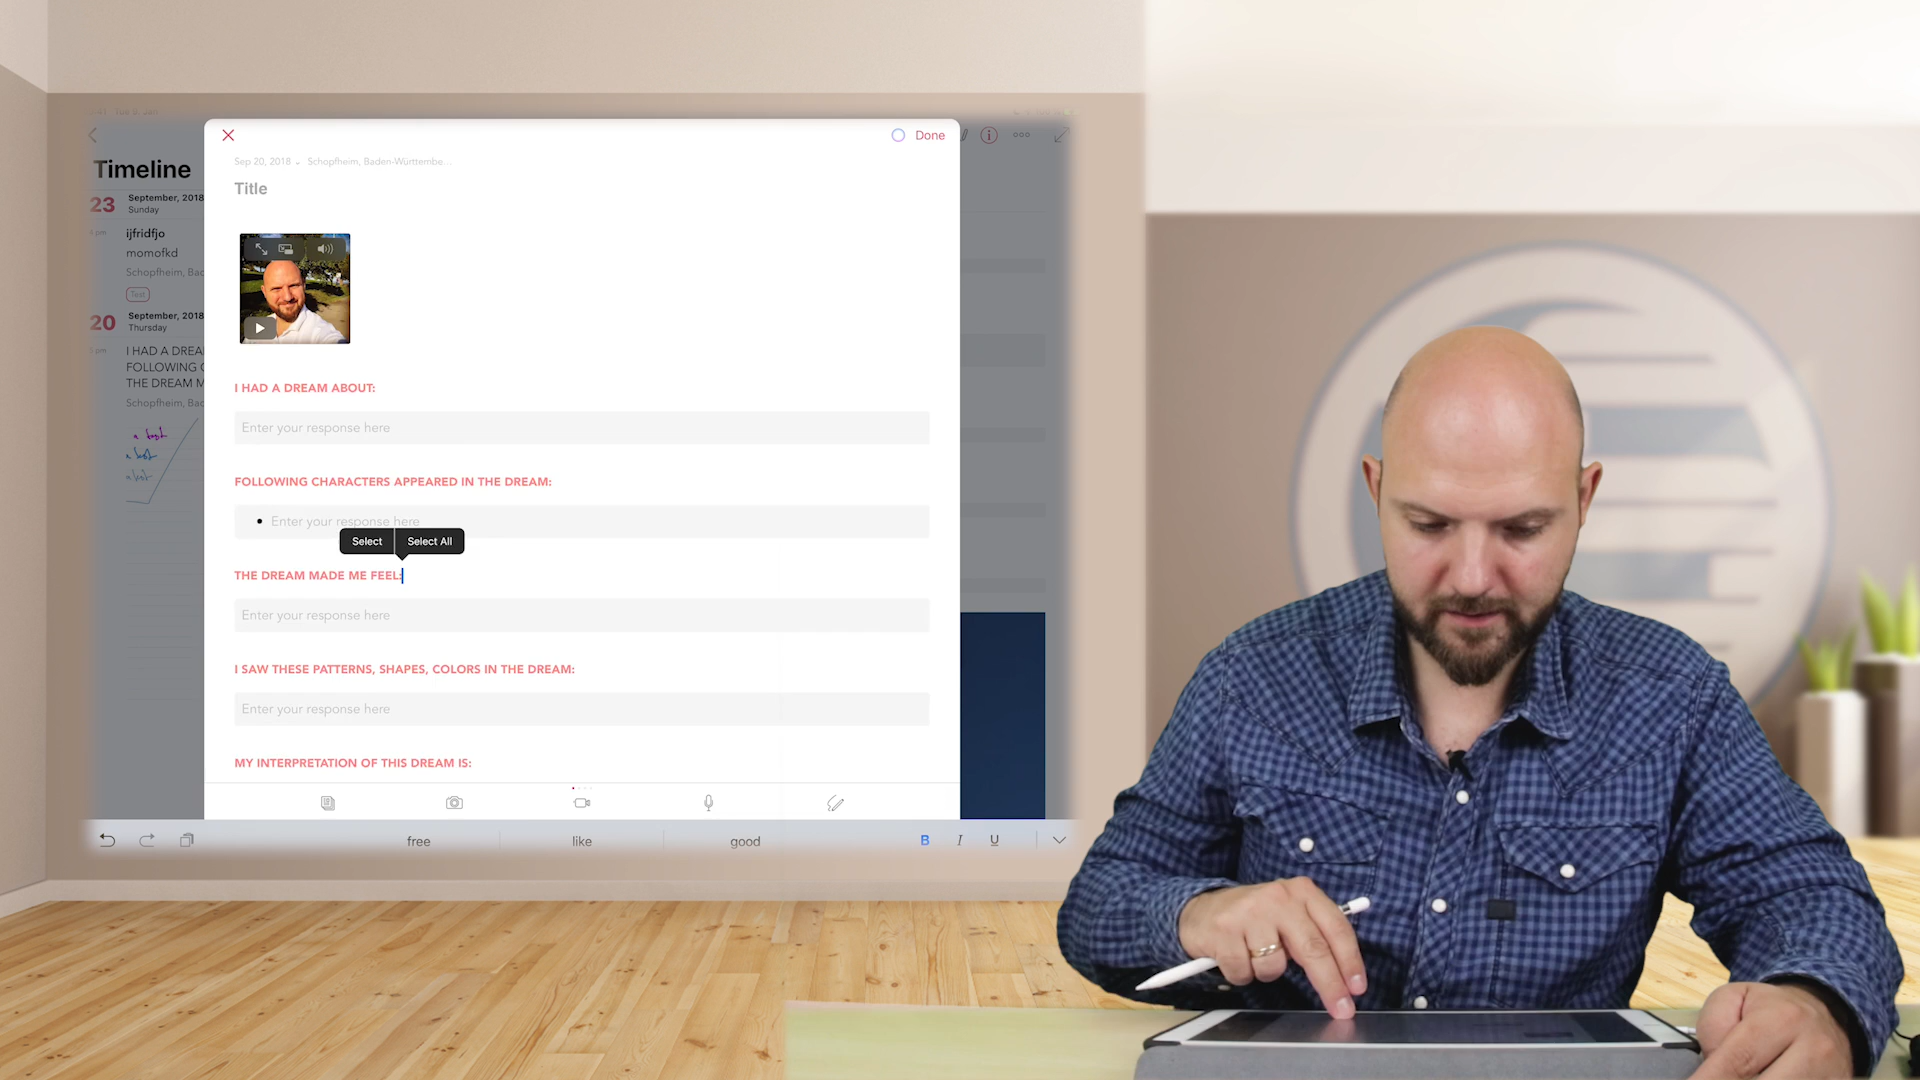 Done
Sep 20, 2018
Schopfheim, Baden-Württembe...
Title
Timeline
23
September, 2018
Sunday
ijfridfjo
momofkd
Schopfheim, Bad
Test
20
September, 2018
Thursday
I HAD A DREA
FOLLOWING C
THE DREAM M
Schopfheim, Bad
I HAD A DREAM ABOUT:
Enter your response here
FOLLOWING CHARACTERS APPEARED IN THE DREAM:
• Enter your response here
Select
Select All
THE DREAM MADE ME FEEL:
Enter your response here
I SAW THESE PATTERNS, SHAPES, COLORS IN THE DREAM:
Enter your response here
MY INTERPRETATION OF THIS DREAM IS:
free
like
good
B
I
U